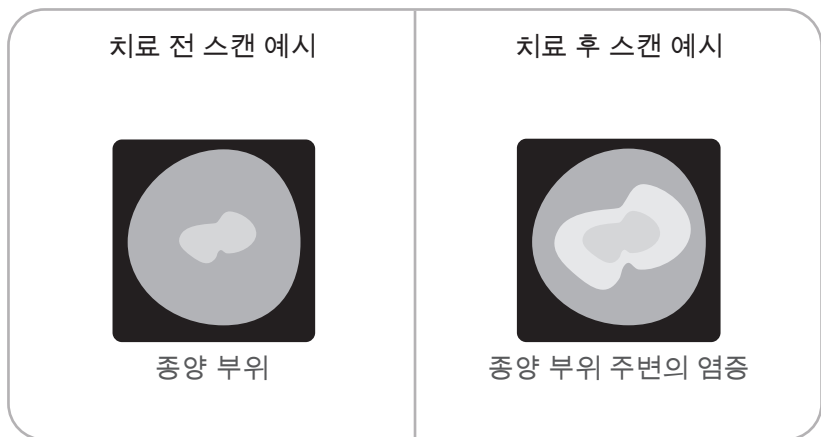 치료 전 스캔 예시
종양 부위
치료 후 스캔 예시
종양 부위 주변의 염증